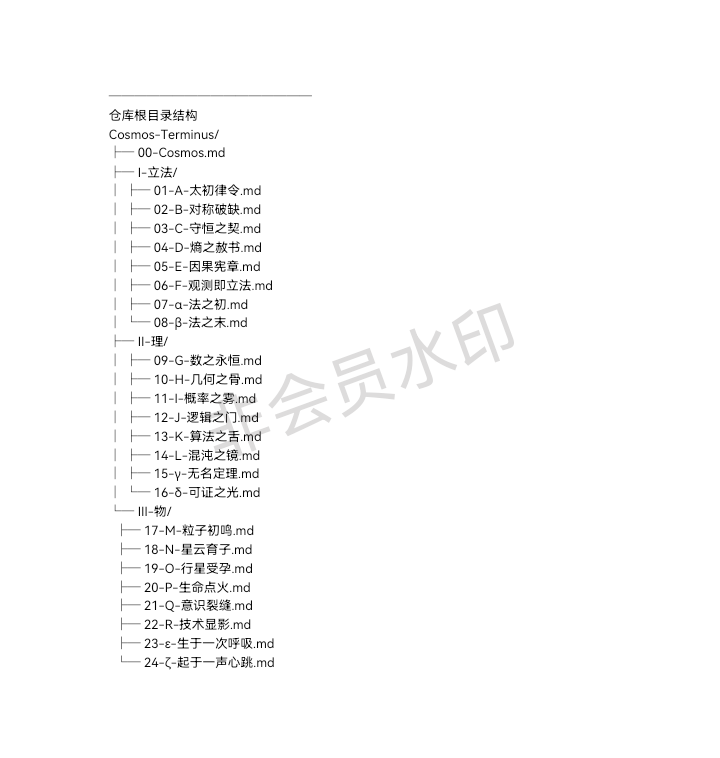 仓库根目录结构
Cosmos-Terminus/
├── 00-Cosmos.md
├── I-立法/
│ ├── 01-A-太初律令.md
│ ├── 02-B-对称破缺.md
│ ├── 03-C-守恒之契.md
│ ├── 04-D-熵之赦书.md
│ ├── 05-E-因果宪章.md
│ ├── 06-F-观测即立法.md
│ ├── 07-α-法之初.md
│ └── 08-β-法之末.md
├── II-理/
│ ├── 09-G-数之永恒.md
│ ├── 10-H-几何之骨.md
│ ├── 11-I-概率之雾.md
│ ├── 12-J-逻辑之门.md
│ ├── 13-K-算法之舌.md
│ ├── 14-L-混沌之镜.md
│ ├── 15-γ-无名定理.md
│ └── 16-δ-可证之光.md
└── III-物/
├── 17-M-粒子初鸣.md
├── 18-N-星云育子.md
├── 19-O-行星受孕.md
├── 20-P-生命点火.md
├── 21-Q-意识裂缝.md
├── 22-R-技术显影.md
├── 23-ε-生于一次呼吸.md
└── 24-ζ-起于一声心跳.md
非会员水印